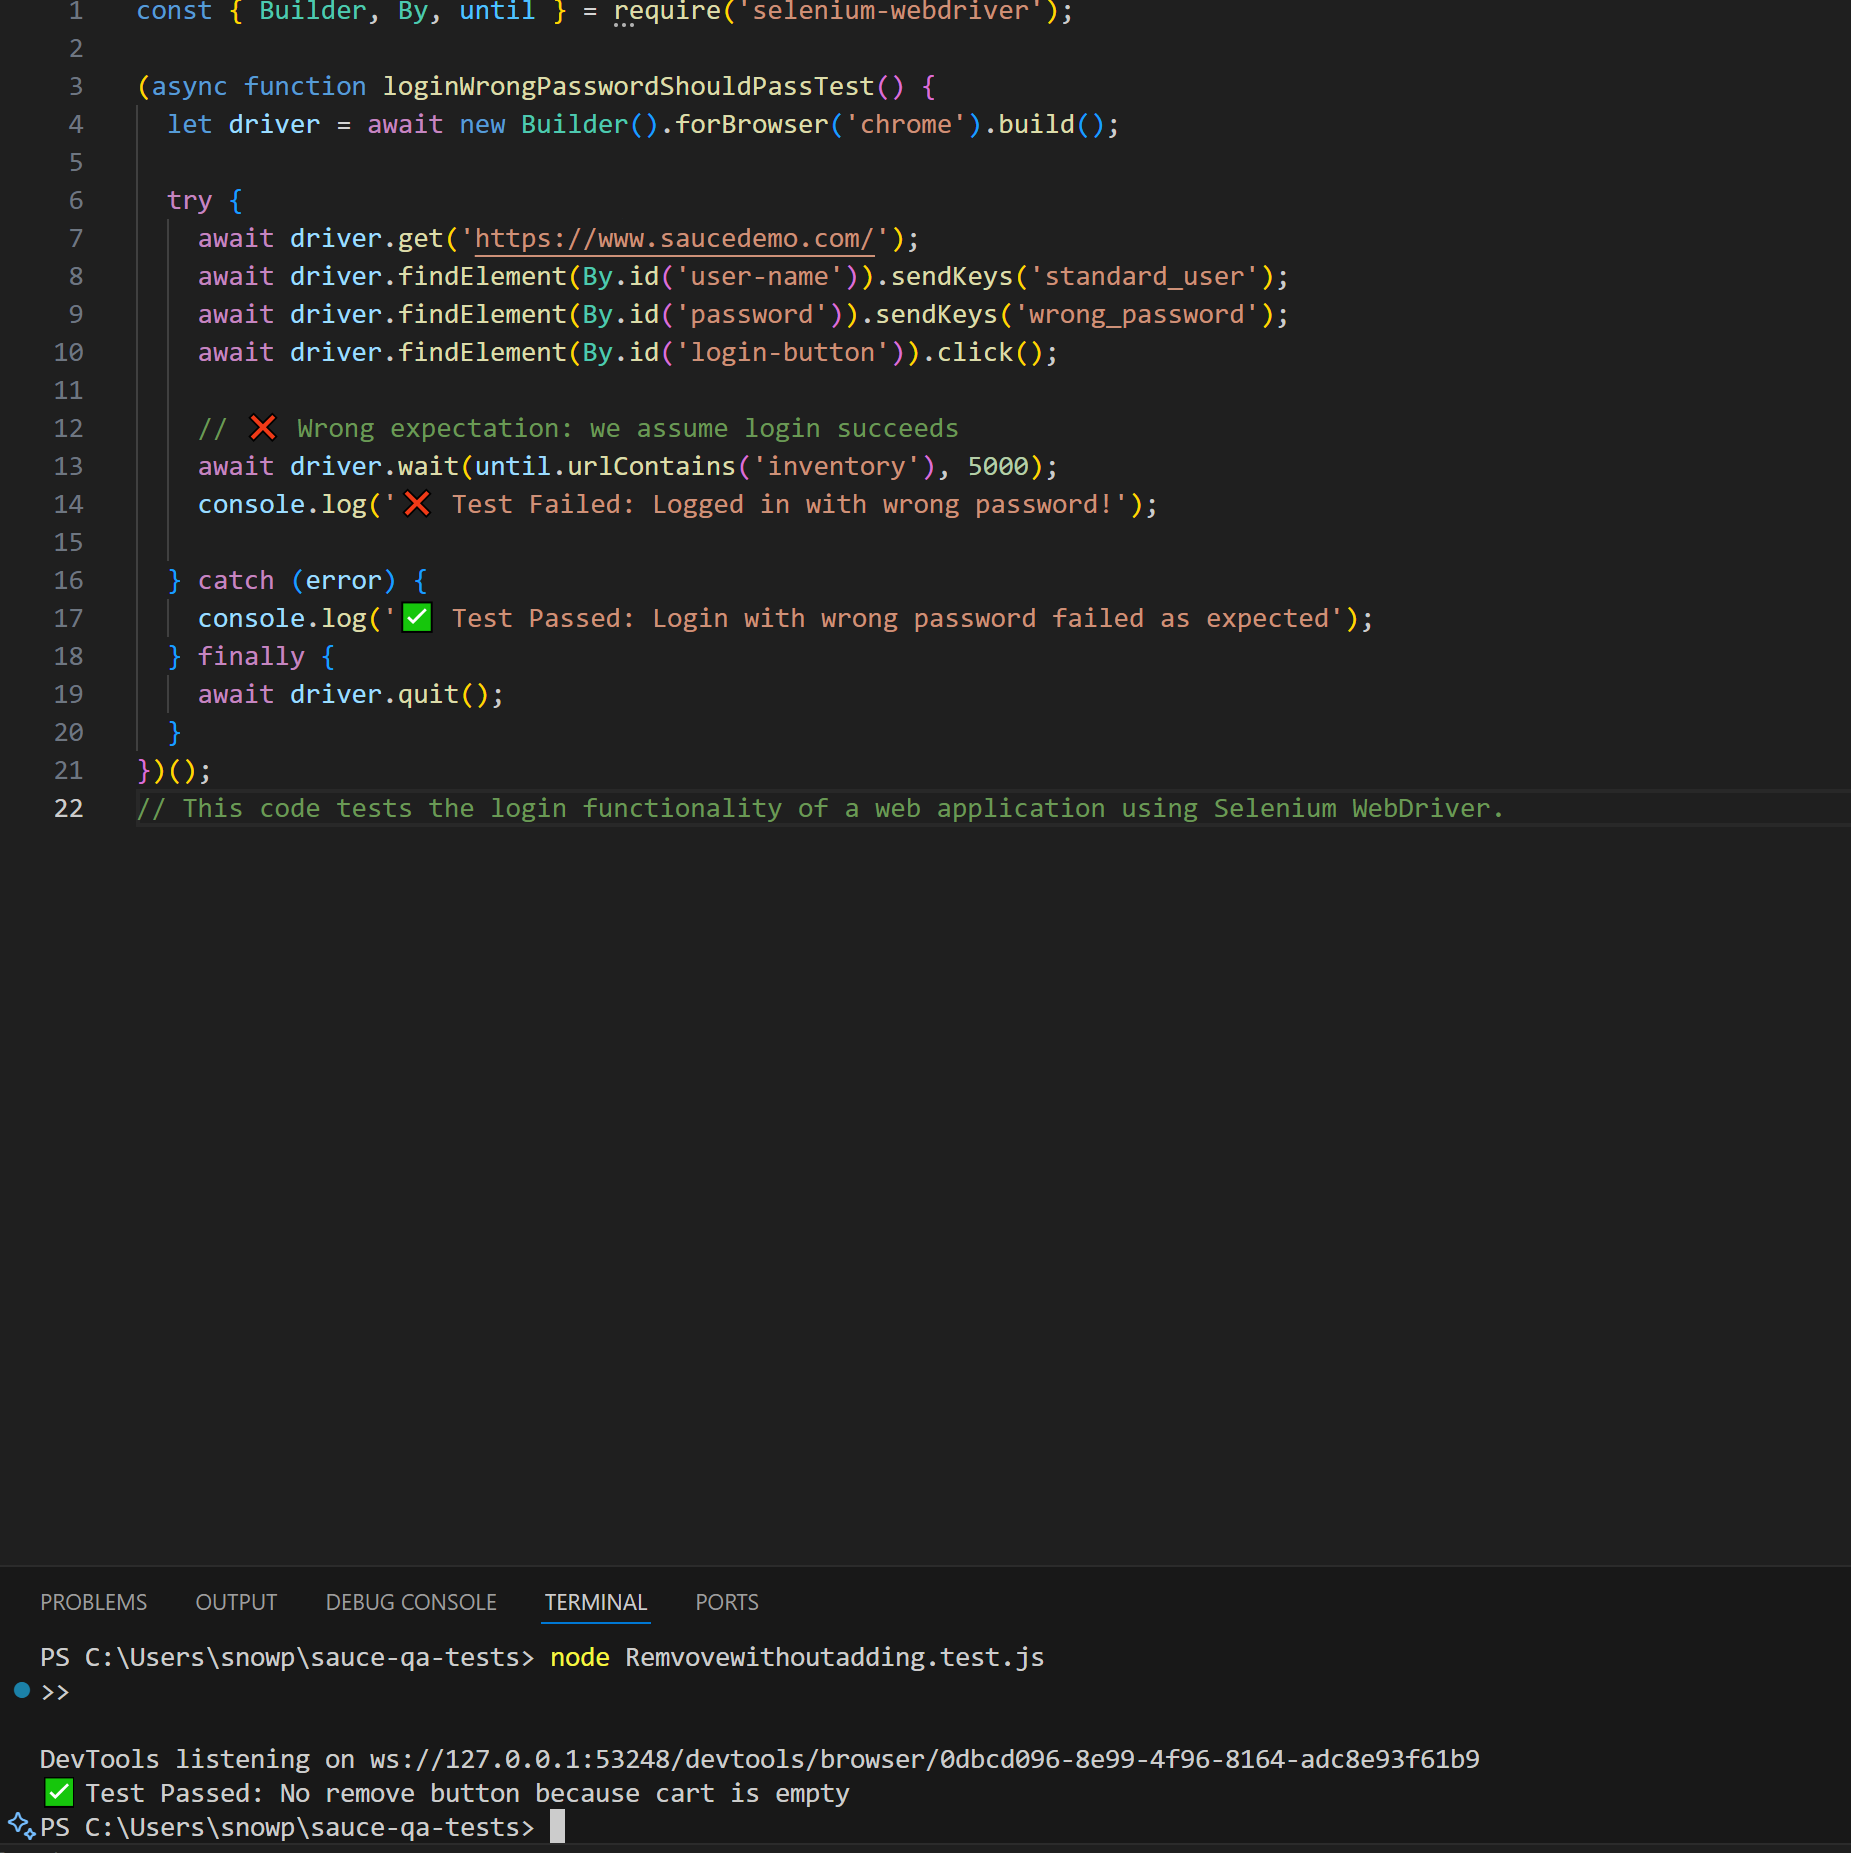 1 const { Builder, By, until } = require('selenium-webdriver');
2
3 (async function loginWrongPasswordShouldPassTest() {
4 let driver = await new Builder().forBrowser('chrome').build();
5
6 try {
7 await driver.get('https://www.saucedemo.com/');
8 await driver.findElement(By.id('user-name')).sendKeys('standard_user');
9 await driver.findElement(By.id('password')).sendKeys('wrong_password');
10 await driver.findElement(By.id('login-button')).click();
11
12 // ❌ Wrong expectation: we assume login succeeds
13 await driver.wait(until.urlContains('inventory'), 5000);
14 console.log('❌ Test Failed: Logged in with wrong password!');
15
16 } catch (error) {
17 console.log('✅ Test Passed: Login with wrong password failed as expected');
18 } finally {
19 await driver.quit();
20 }
21 })();
22 // This code tests the login functionality of a web application using Selenium WebDriver.
PROBLEMS OUTPUT DEBUG CONSOLE TERMINAL PORTS
PS C:\Users\snowp\sauce-qa-tests> node Remvovewithoutadding.test.js
>>
DevTools listening on ws://127.0.0.1:53248/devtools/browser/0dbcd096-8e99-4f96-8164-adc8e93f61b9
✅ Test Passed: No remove button because cart is empty
PS C:\Users\snowp\sauce-qa-tests>